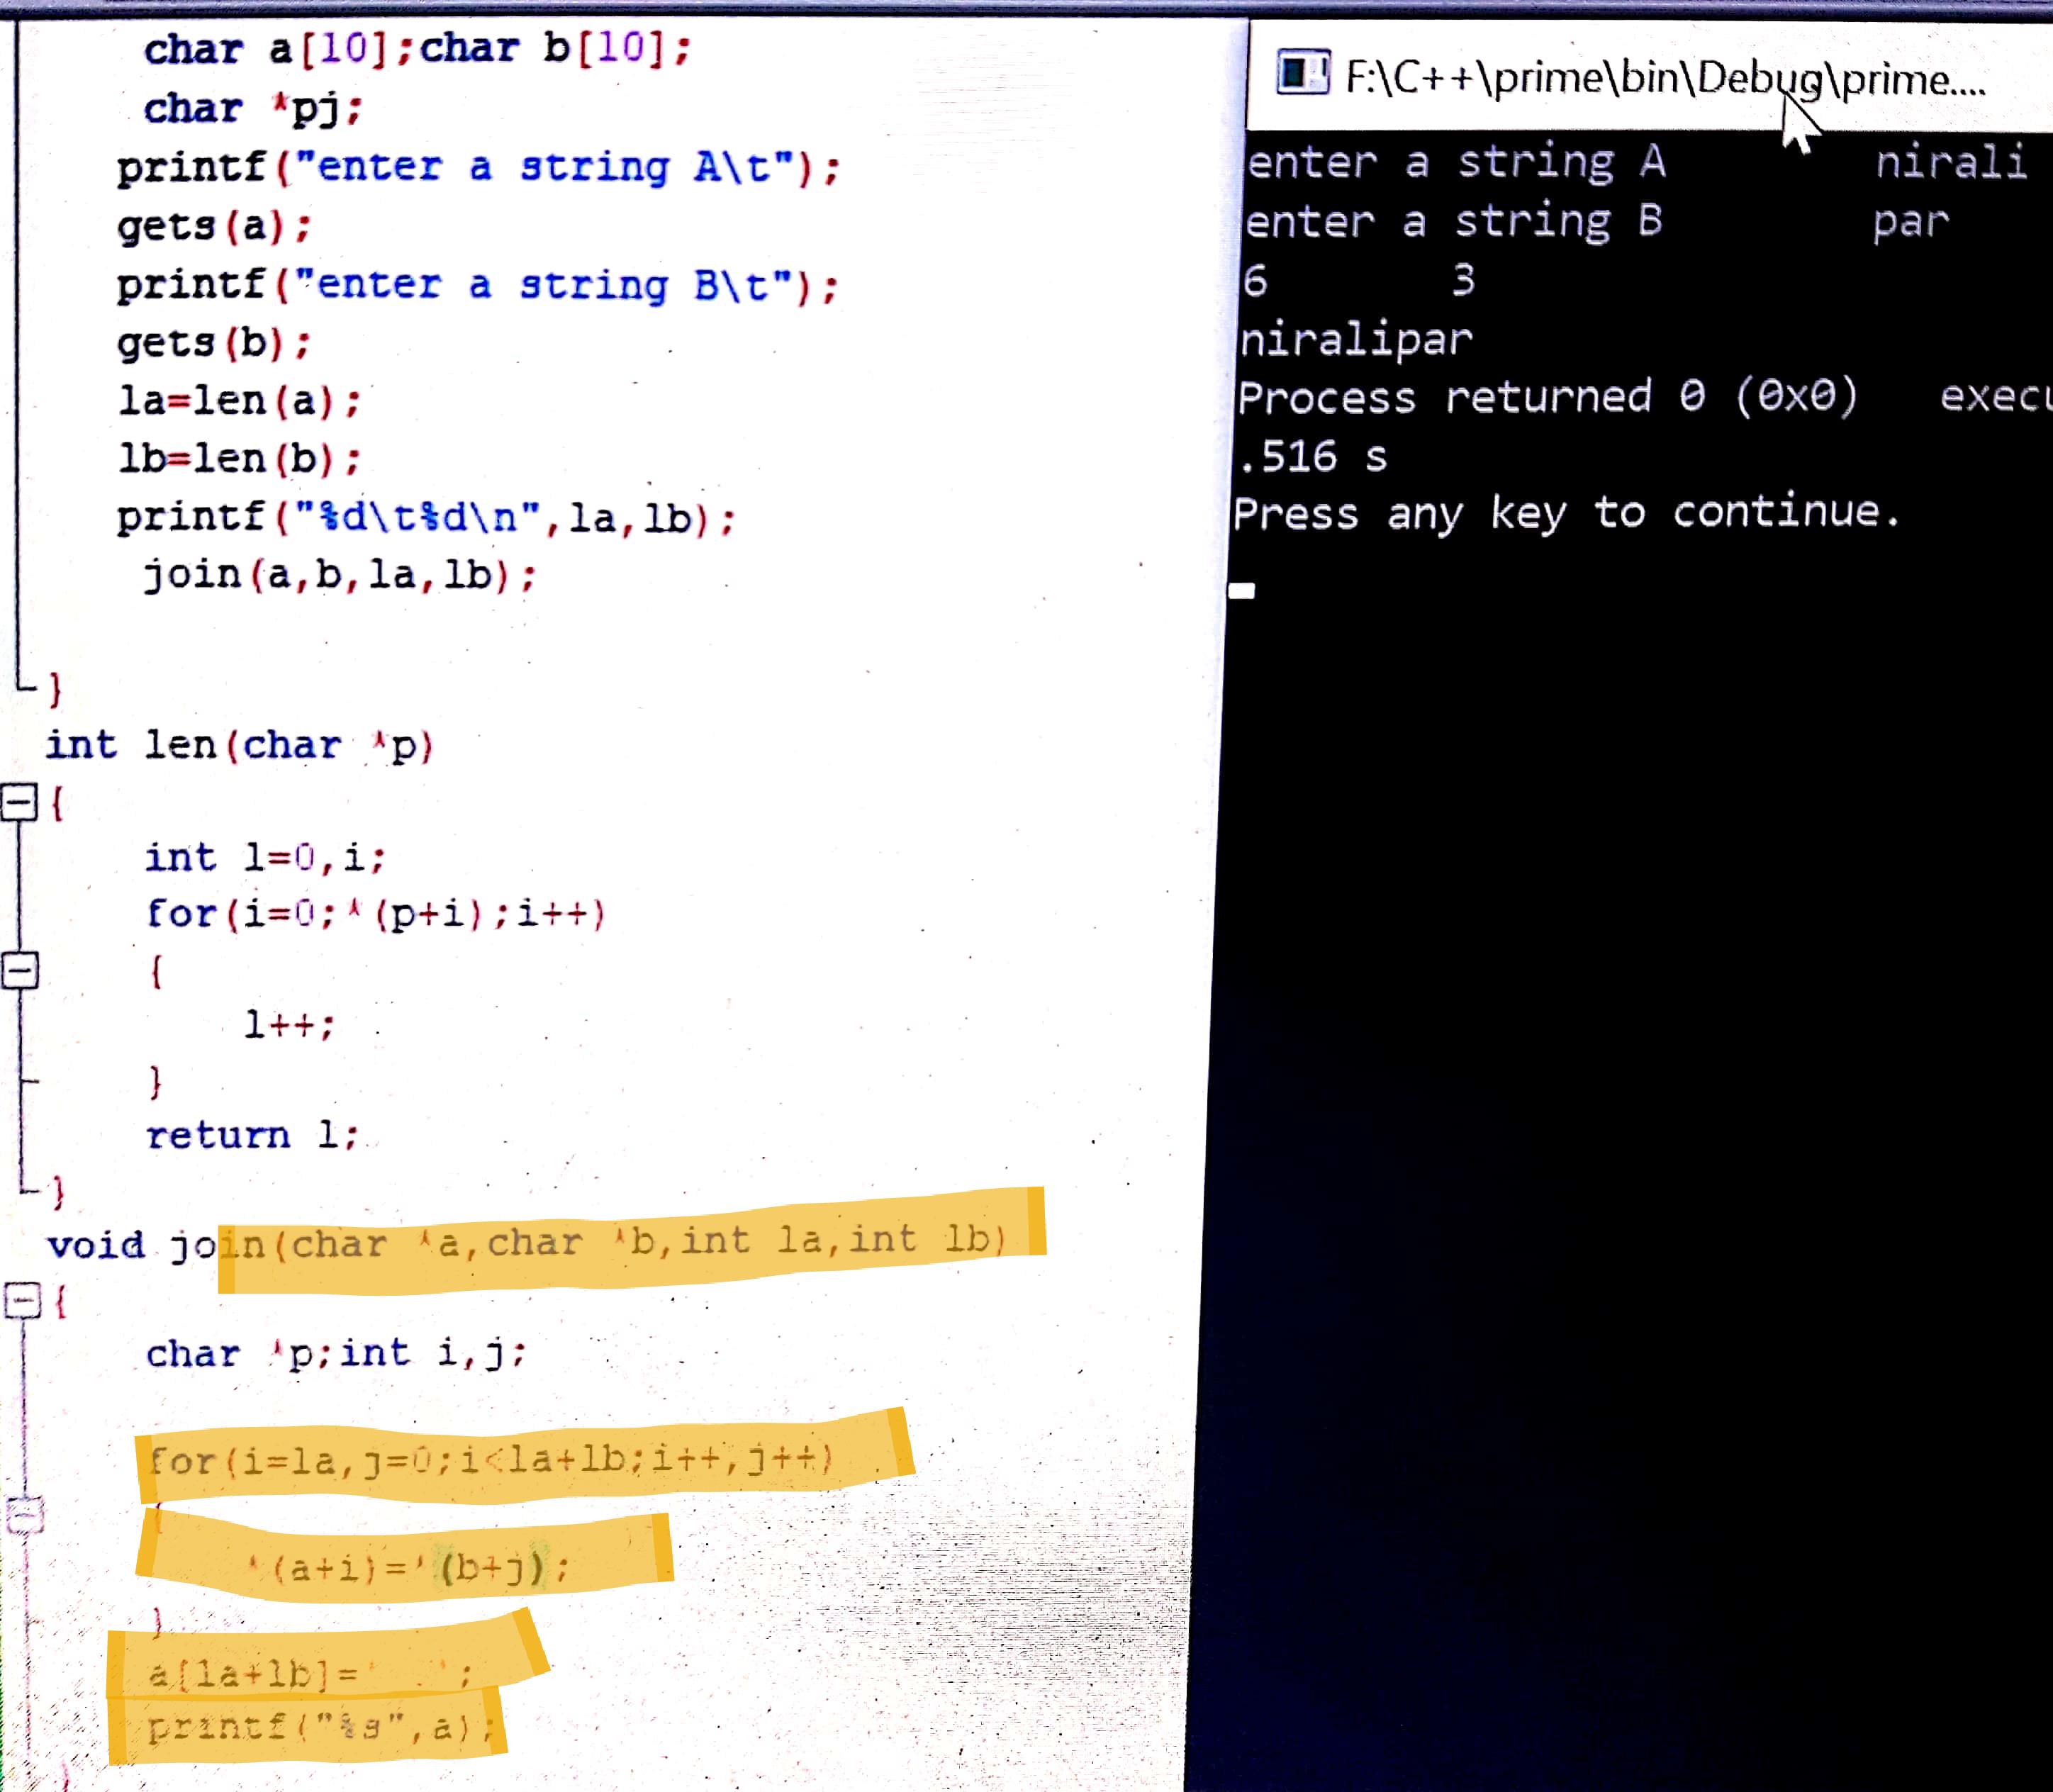 char a[10];char b[10];
char *pj;
printf("enter a string A\t");
gets(a);
printf("enter a string B\t");
gets(b);
la=len(a);
lb=len(b);
printf("%d\t%d\n",la,lb);
join(a,b,la,lb);
}
int len(char *p)
{
int l=0,i;
for(i=0;*(p+i);i++)
{
l++;
}
return l;
}
void join(char *a,char *b,int la,int lb)
{
char *p;int i,j;
for(i=la,j=0;i<la+lb;i++,j++)
{
*(a+i)=*(b+j);
}
a[la+lb]=' ';
printf("%s",a);
}
F:\C++\prime\bin\Debug\prime....
enter a string A nirali
enter a string B par
6 3
niralipar
Process returned 0 (0x0)
.516 s
Press any key to continue.